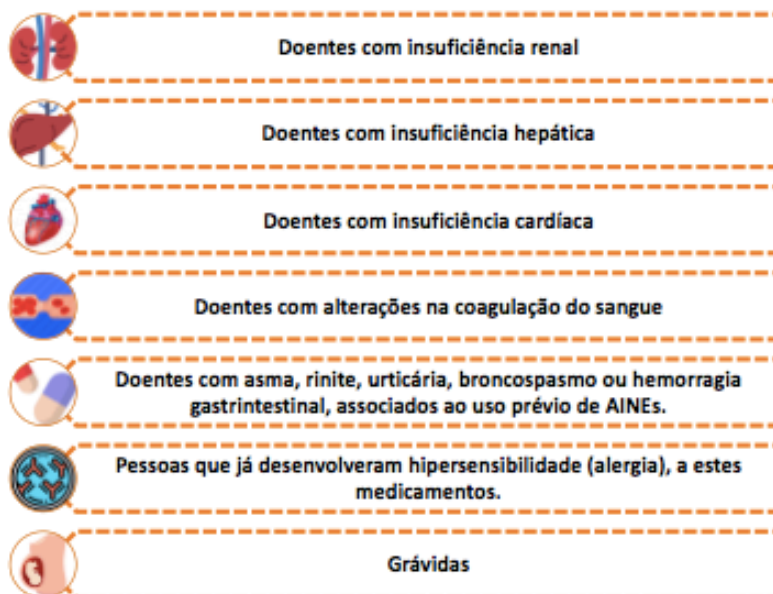 Doentes com insuficiência renal
Doentes com insuficiência hepática
Doentes com insuficiência cardíaca
Doentes com alterações na coagulação do sangue
Doentes com asma, rinite, urticária, broncospasmo ou hemorragia
gastrintestinal, associados ao uso prévio de AINEs.
Pessoas que já desenvolveram hipersensibilidade (alergia), a estes
medicamentos.
Grávidas